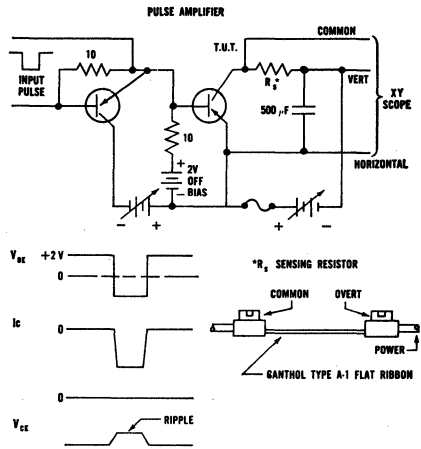 PULSE AMPLIFIER
COMMON
T.U.T.
10
INPUT
PULSE
Rs*
VERT
XY
SCOPE
500 µF
10
HORIZONTAL
+
2V
OFF
BIAS
–
– +
+ –
VBE +2 V
0
*Rs SENSING RESISTOR
COMMON OVERT
Ic 0
POWER
GANTHOL TYPE A-1 FLAT RIBBON
0
RIPPLE
VCE